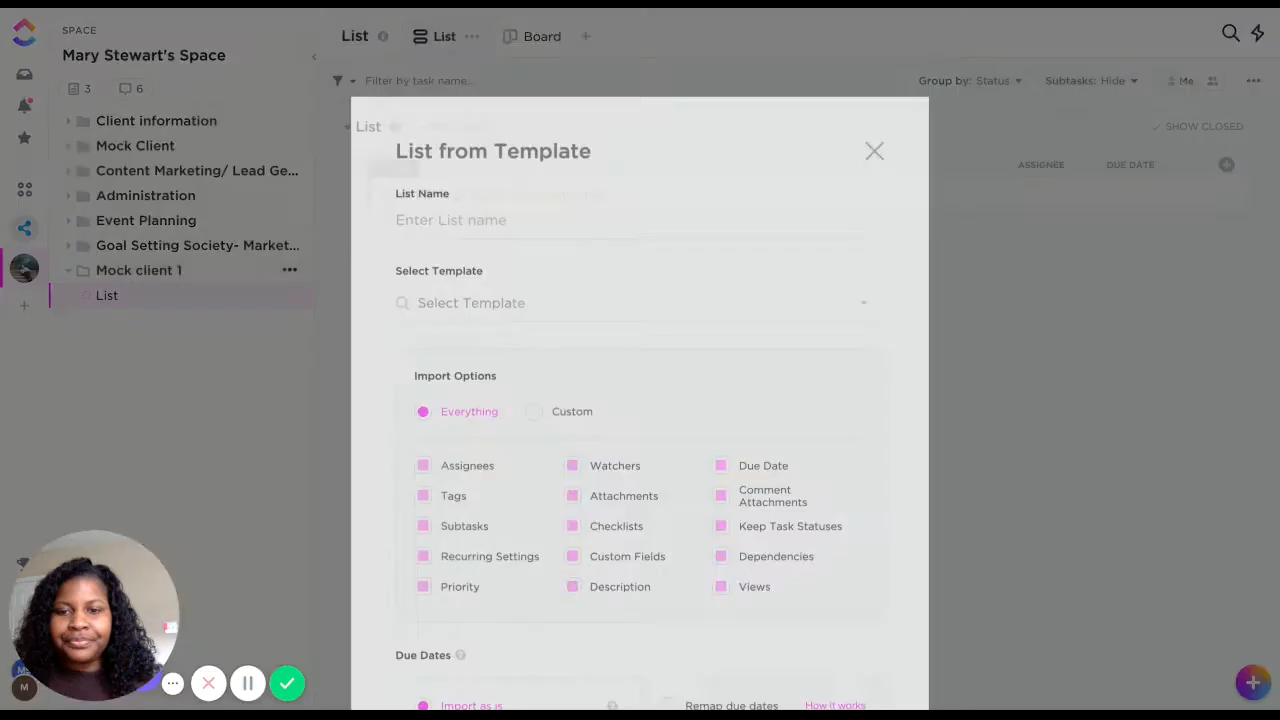 SPACE
Mary Stewart's Space
3
6
Client information
Mock Client
Content Marketing/ Lead Ge...
Administration
Event Planning
Goal Setting Society- Market...
Mock client 1
List
List
List
Board
Filter by task name...
Group by: Status
Subtasks: Hide
Me
List
SHOW CLOSED
ASSIGNEE
DUE DATE
List from Template
List Name
Enter List name
Select Template
Select Template
Import Options
Everything
Custom
Assignees
Watchers
Due Date
Tags
Attachments
Comment
Attachments
Subtasks
Checklists
Keep Task Statuses
Recurring Settings
Custom Fields
Dependencies
Priority
Description
Views
Due Dates
Import as is
Remap due dates
How it works
M